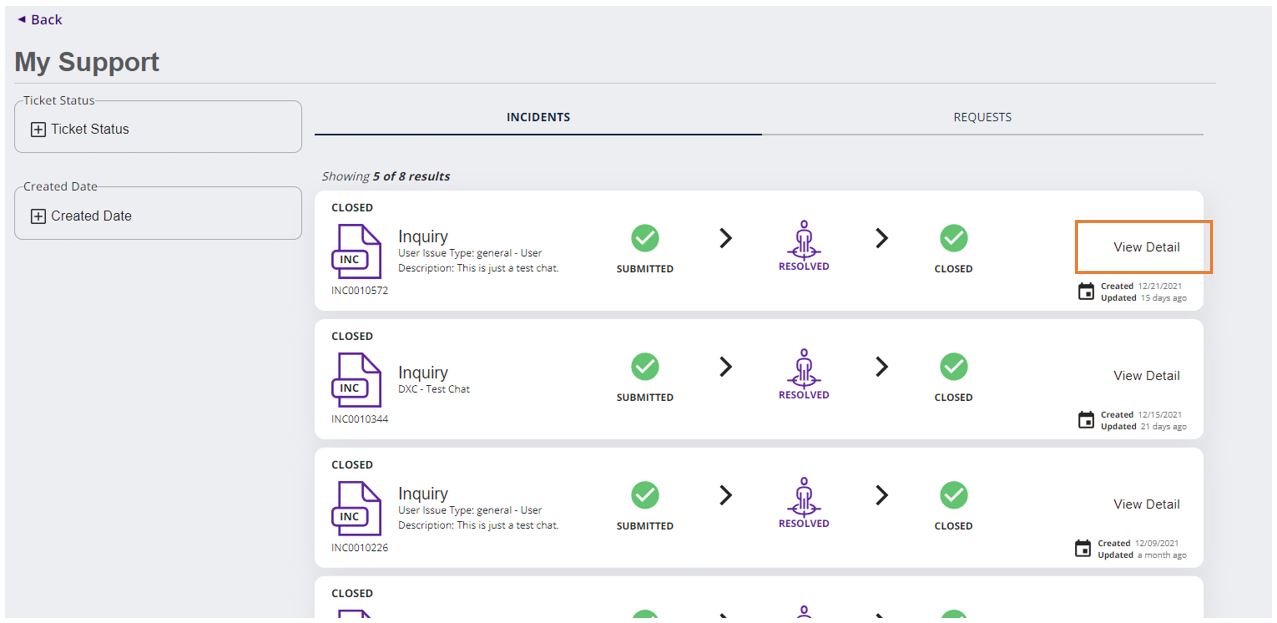 ◄ Back
My Support
Ticket Status
Ticket Status
Created Date
Created Date
INCIDENTS
REQUESTS
Showing 5 of 8 results
CLOSED
INC
INC0010572
Inquiry
User Issue Type: general - User
Description: This is just a test chat.
SUBMITTED
RESOLVED
CLOSED
View Detail
Created 12/21/2021
Updated 15 days ago
CLOSED
INC
INC0010344
Inquiry
DXC - Test Chat
SUBMITTED
RESOLVED
CLOSED
View Detail
Created 12/15/2021
Updated 21 days ago
CLOSED
INC
INC0010226
Inquiry
User Issue Type: general - User
Description: This is just a test chat.
SUBMITTED
RESOLVED
CLOSED
View Detail
Created 12/09/2021
Updated a month ago
CLOSED